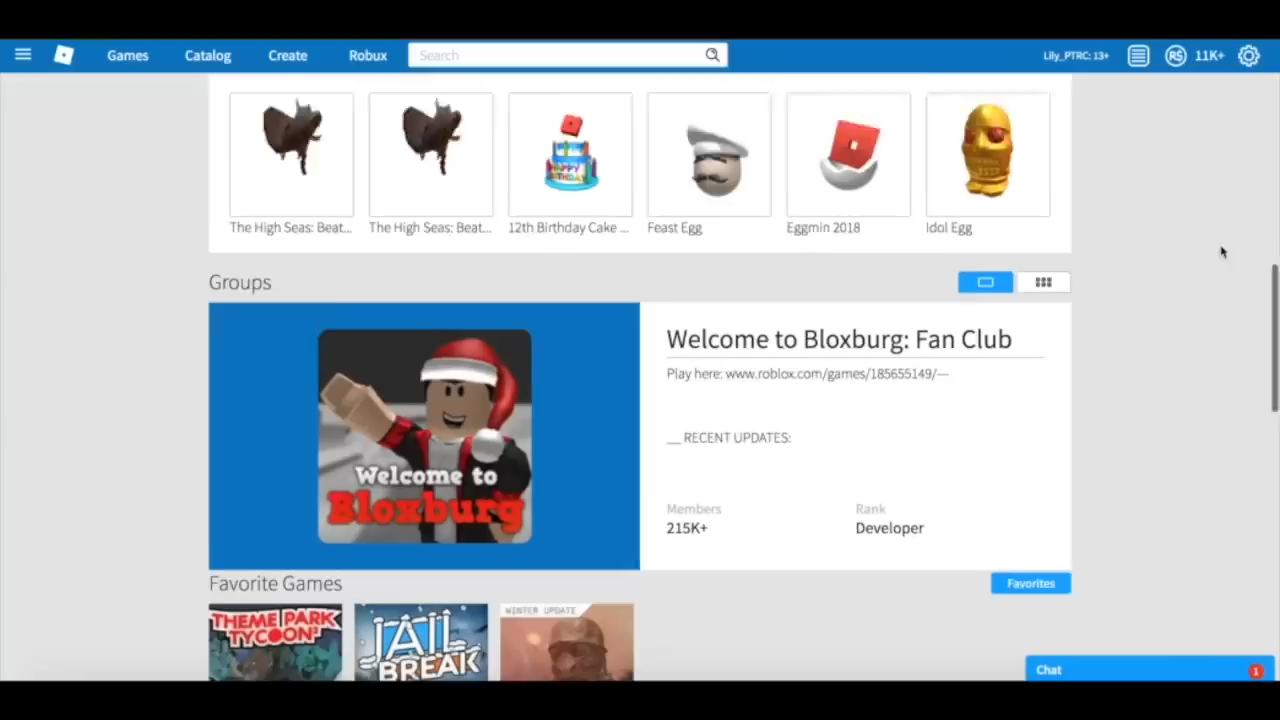 Games Catalog Create Robux Search Lily_PTRC: 13+ R$ 11K+
The High Seas: Beat... The High Seas: Beat... 12th Birthday Cake ... Feast Egg Eggmin 2018 Idol Egg
HAPPY
BIRTHDAY
Groups
Welcome to
Bloxburg
Welcome to Bloxburg: Fan Club
Play here: www.roblox.com/games/185655149/—
__ RECENT UPDATES:
Members Rank
215K+ Developer
Favorite Games Favorites
THEME PARK
TYCOON2
JAIL
BREAK
WINTER UPDATE
Chat 1